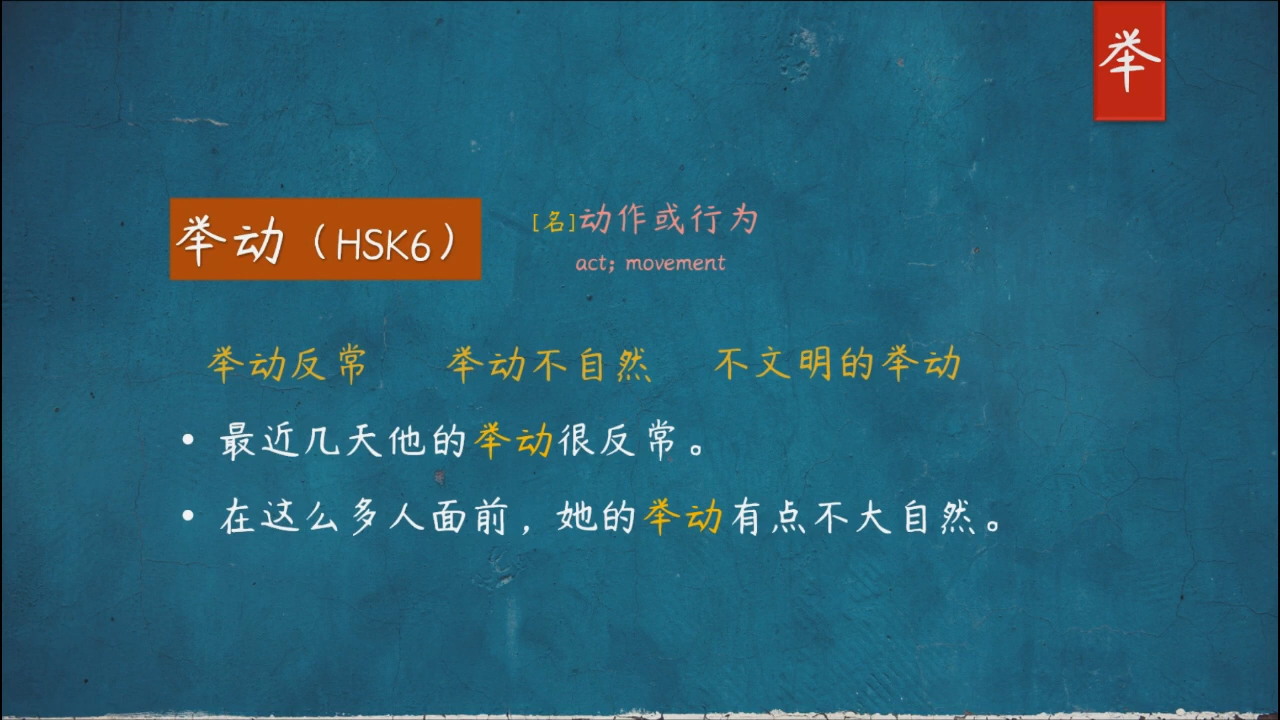 举
举动（HSK6）
[名]动作或行为
act; movement
举动反常 举动不自然 不文明的举动
• 最近几天他的举动很反常。
• 在这么多人面前，她的举动有点不大自然。